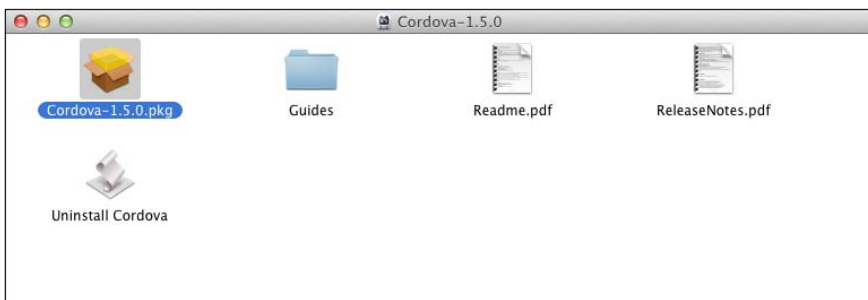 Cordova-1.5.0
Cordova-1.5.0.pkg
Guides
Readme.pdf
ReleaseNotes.pdf
Uninstall Cordova